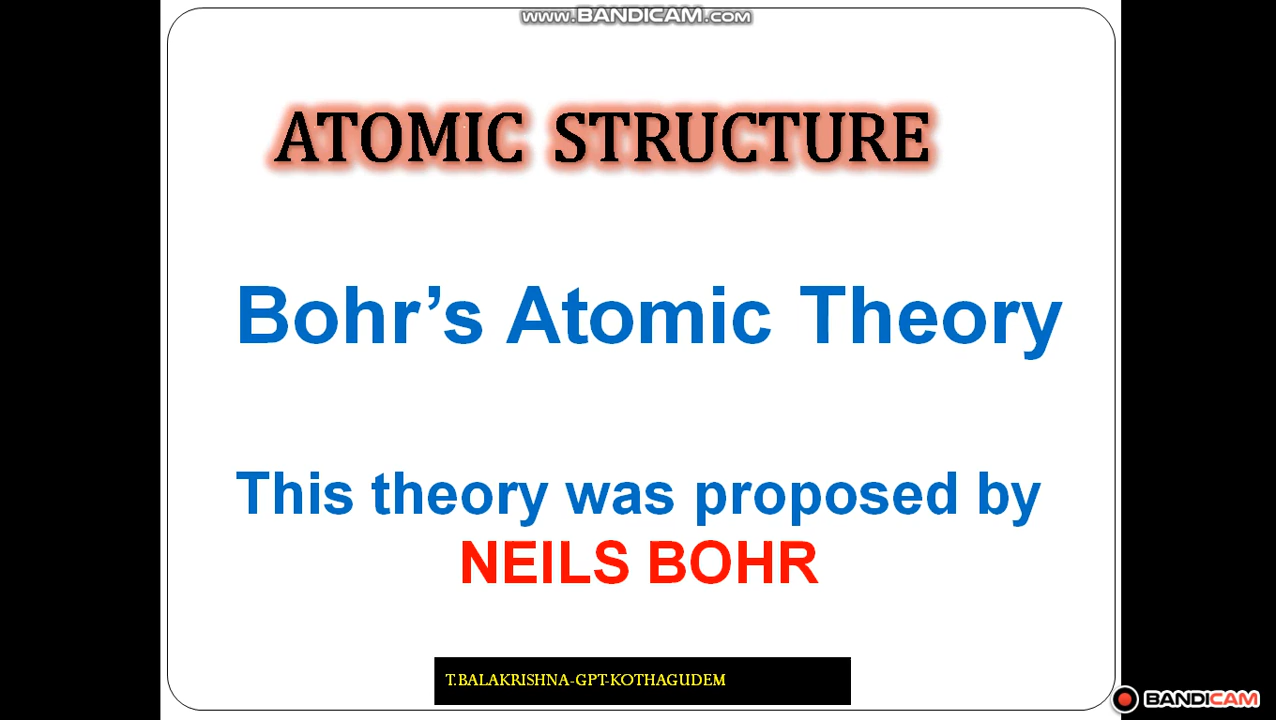 www.BANDICAM.com
ATOMIC STRUCTURE
Bohr’s Atomic Theory
This theory was proposed by
NEILS BOHR
T.BALAKRISHNA-GPT-KOTHAGUDEM
BANDICAM